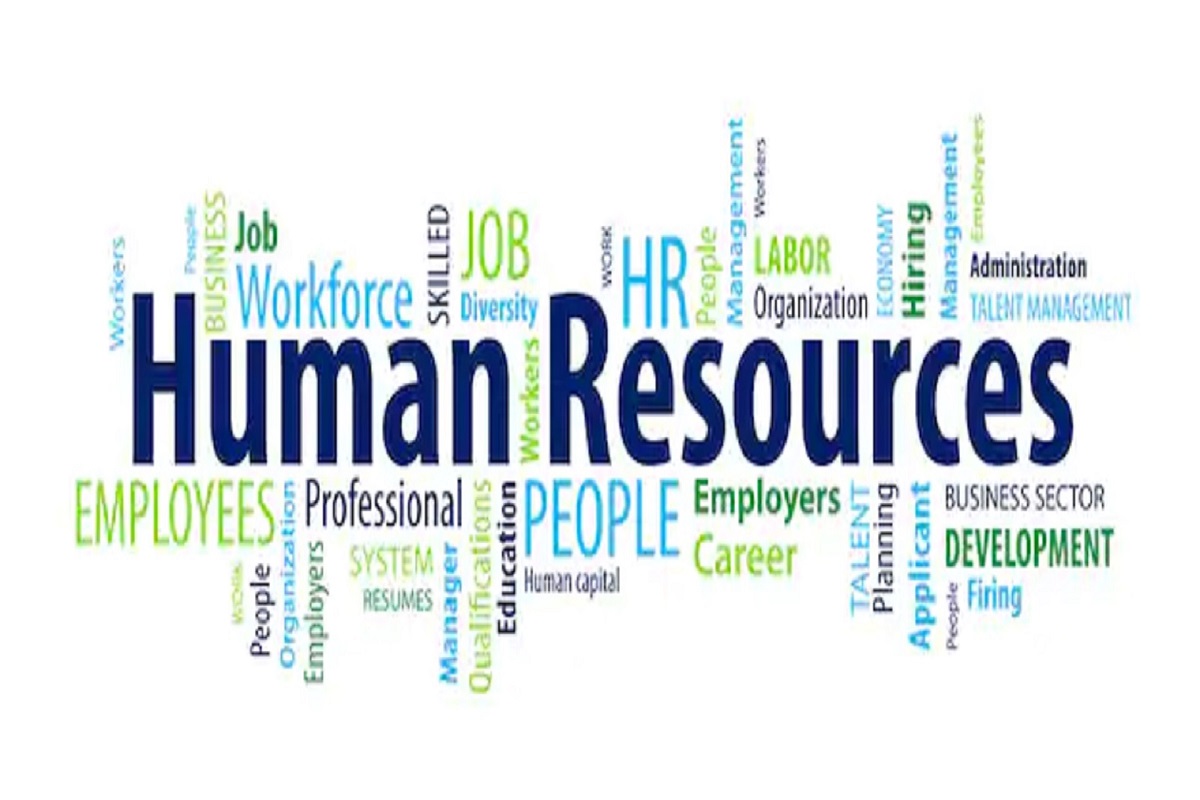 Workers
People
BUSINESS
Job
Workforce
SKILLED
JOB
Diversity
WORK
HR
People
Management
Workers
LABOR
Organization
ECONOMY
Hiring
Management
Employees
Administration
TALENT MANAGEMENT
Human Resources
Workers
EMPLOYEES
WORK
People
Organization
Employers
Professional
SYSTEM
RESUMES
Manager
Qualifications
Education
PEOPLE
Human capital
Employers
Career
TALENT
Planning
Applicant
People
BUSINESS SECTOR
DEVELOPMENT
Firing